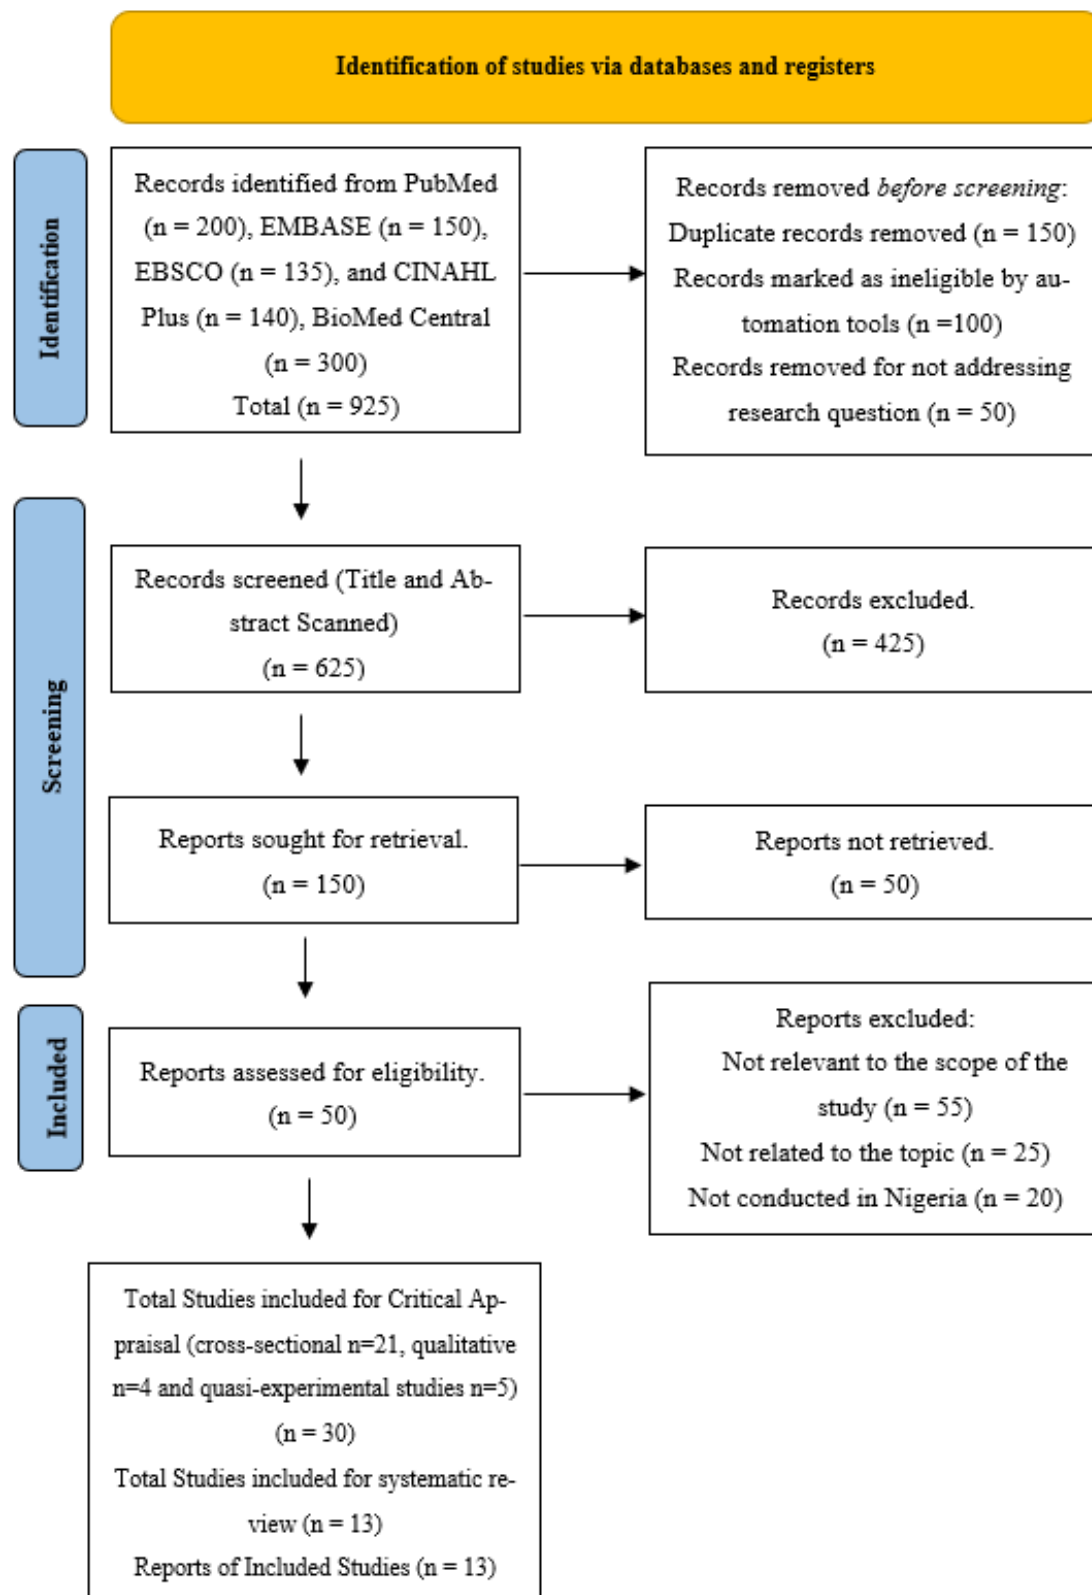 Identification of studies via databases and registers
Identification
Records identified from PubMed
(n = 200), EMBASE (n = 150),
EBSCO (n = 135), and CINAHL
Plus (n = 140), BioMed Central
(n = 300)
Total (n = 925)
Records removed before screening:
Duplicate records removed (n = 150)
Records marked as ineligible by au-
tomation tools (n =100)
Records removed for not addressing
research question (n = 50)
Screening
Records screened (Title and Ab-
stract Scanned)
(n = 625)
Records excluded.
(n = 425)
Reports sought for retrieval.
(n = 150)
Reports not retrieved.
(n = 50)
Included
Reports assessed for eligibility.
(n = 50)
Reports excluded:
Not relevant to the scope of the
study (n = 55)
Not related to the topic (n = 25)
Not conducted in Nigeria (n = 20)
Total Studies included for Critical Ap-
praisal (cross-sectional n=21, qualitative
n=4 and quasi-experimental studies n=5)
(n = 30)
Total Studies included for systematic re-
view (n = 13)
Reports of Included Studies (n = 13)